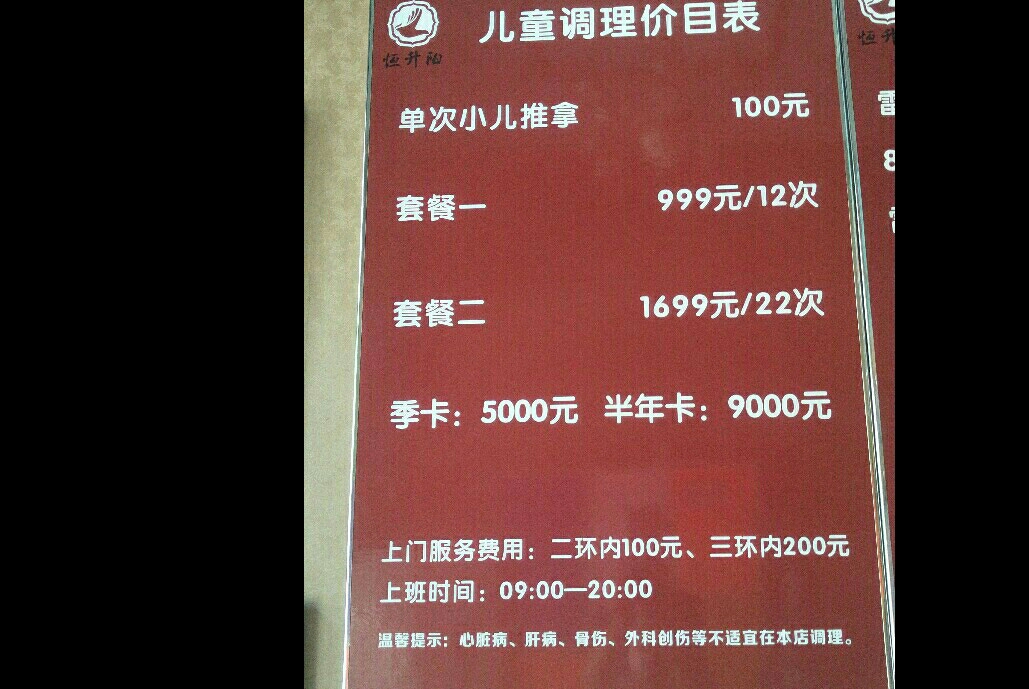 恒升阳
儿童调理价目表
单次小儿推拿 100元
套餐一 999元/12次
套餐二 1699元/22次
季卡：5000元 半年卡：9000元
上门服务费用：二环内100元、三环内200元
上班时间：09:00—20:00
温馨提示：心脏病、肝病、骨伤、外科创伤等不适宜在本店调理。
恒升
雷
8